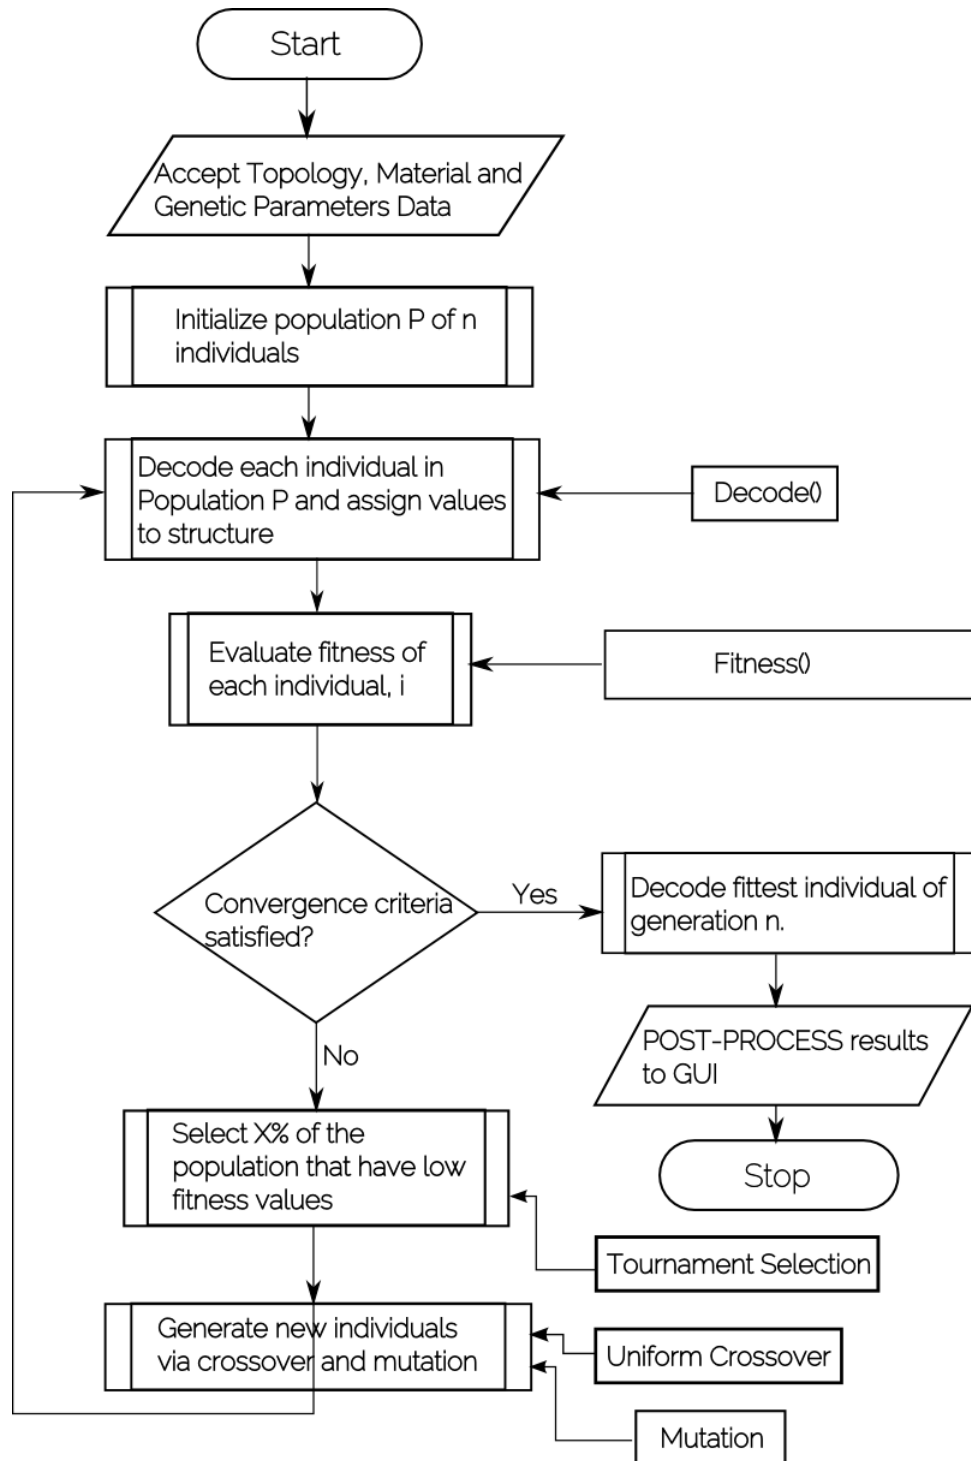 Start
Accept Topology, Material and
Genetic Parameters Data
Initialize population P of n
individuals
Decode each individual in
Population P and assign values
to structure
Decode()
Evaluate fitness of
each individual, i
Fitness()
Convergence criteria
satisfied?
Yes
Decode fittest individual of
generation n.
No
POST-PROCESS results
to GUI
Select X% of the
population that have low
fitness values
Stop
Tournament Selection
Generate new individuals
via crossover and mutation
Uniform Crossover
Mutation